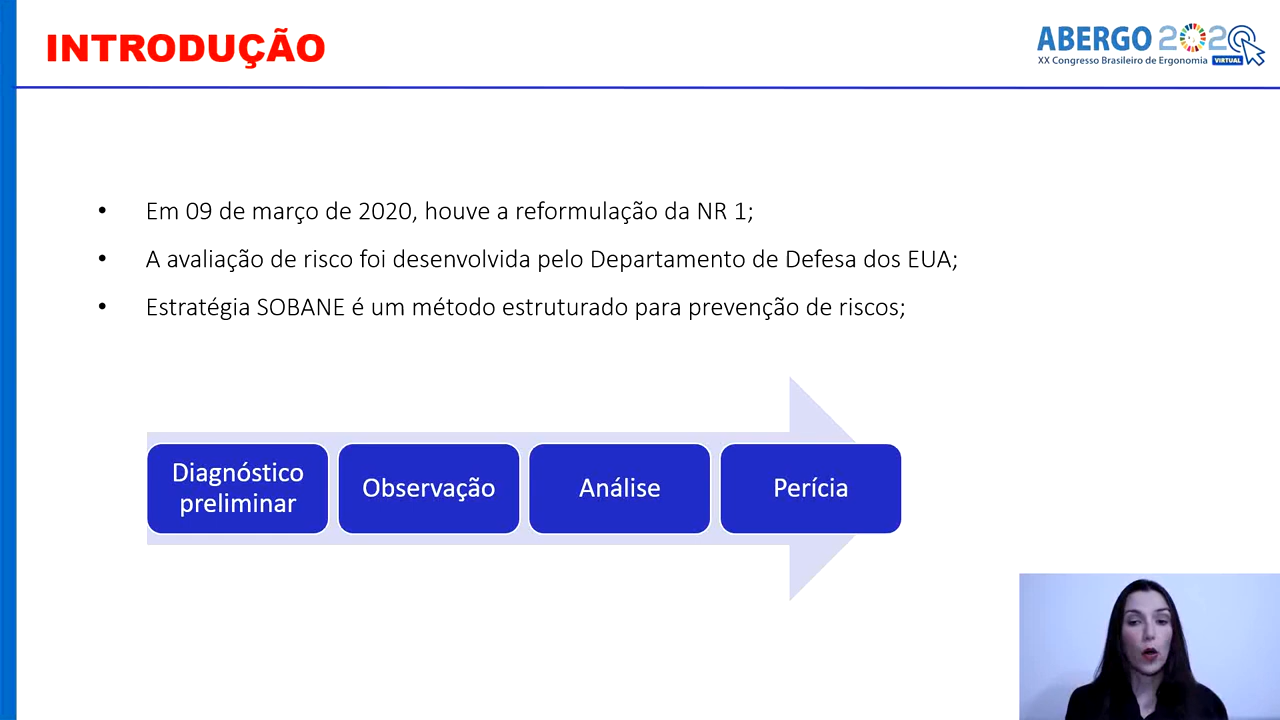 INTRODUÇÃO
ABERGO 2020
XX Congresso Brasileiro de Ergonomia VIRTUAL
• Em 09 de março de 2020, houve a reformulação da NR 1;
• A avaliação de risco foi desenvolvida pelo Departamento de Defesa dos EUA;
• Estratégia SOBANE é um método estruturado para prevenção de riscos;
Diagnóstico
preliminar
Observação
Análise
Perícia